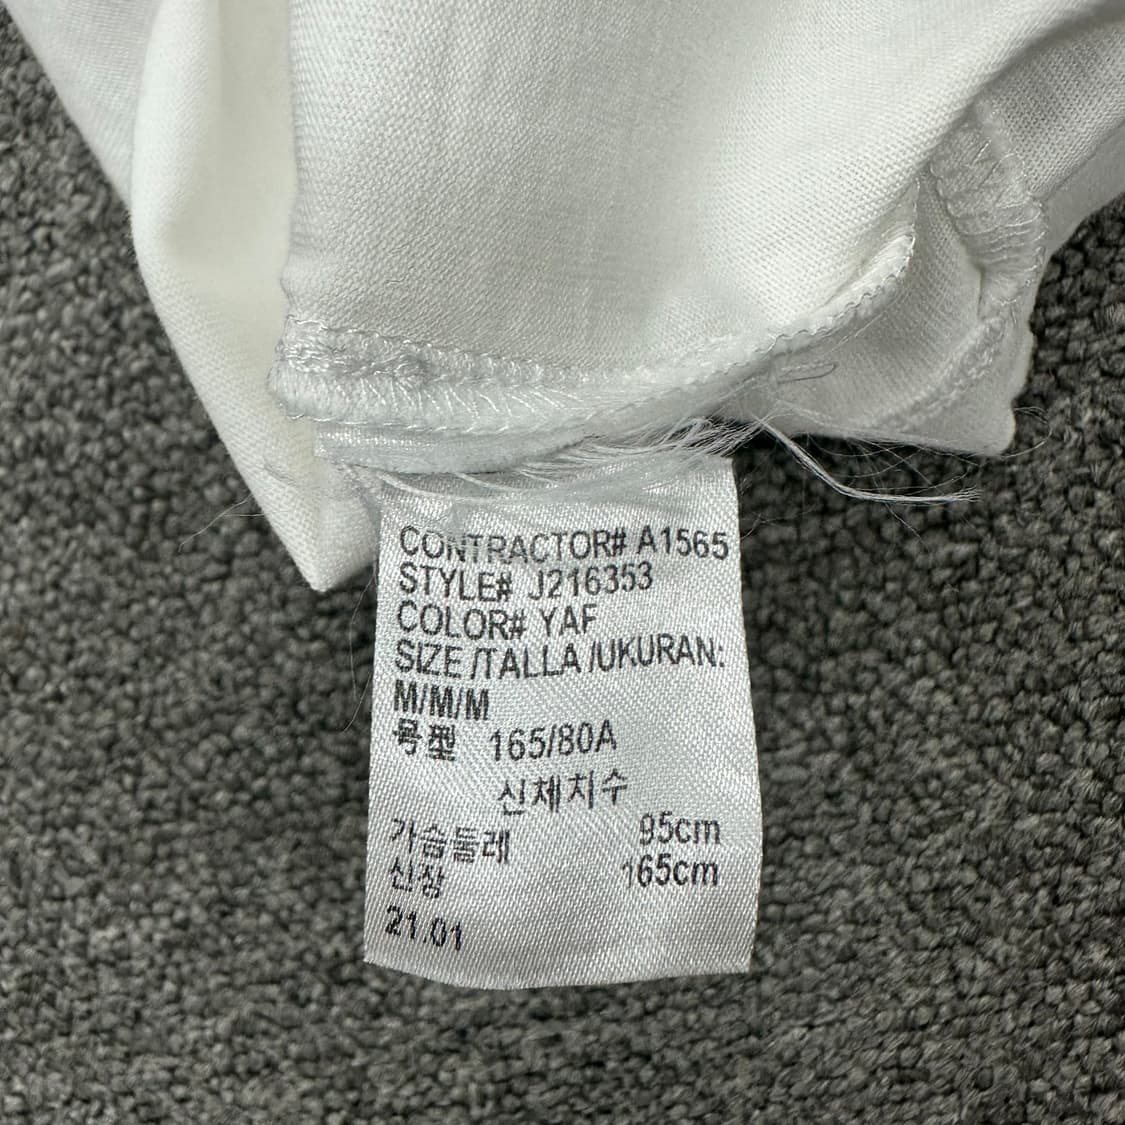 CONTRACTOR# A1565
STYLE# J216353
COLOR# YAF
SIZE /TALLA /UKURAN:
M/M/M
号型 165/80A
신체치수
가슴둘레 95cm
신장 165cm
21.01